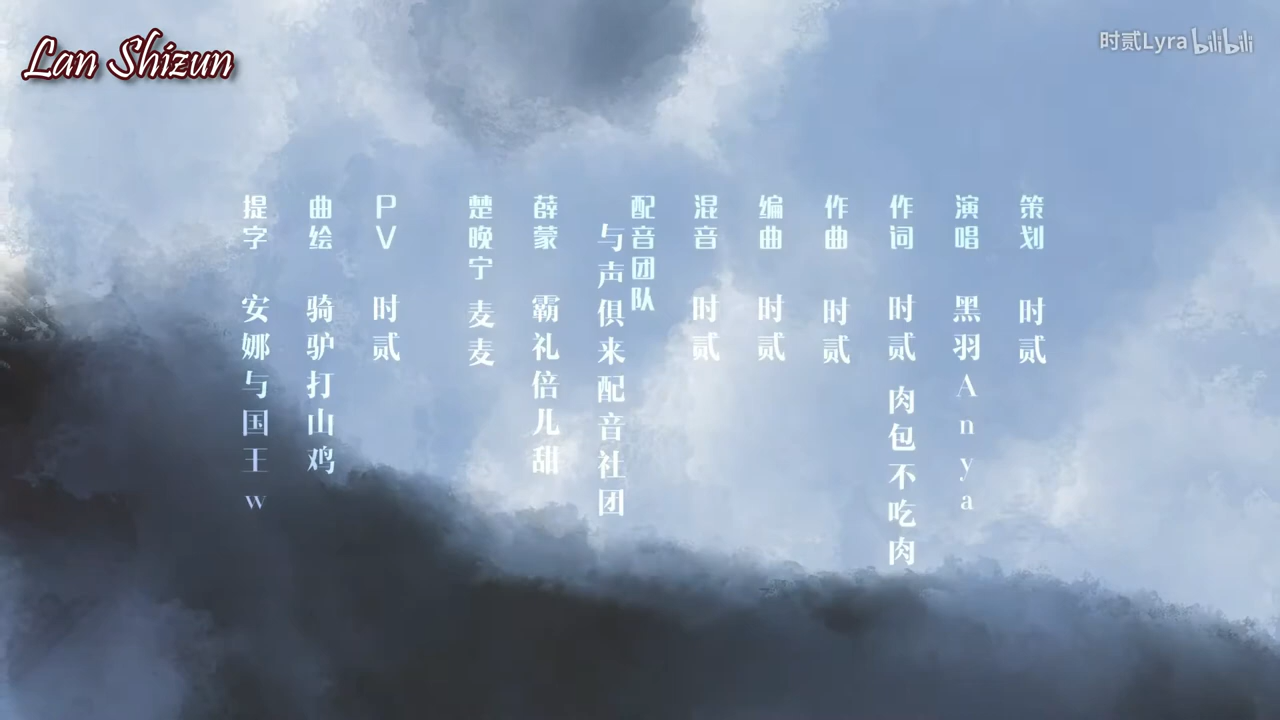 Lan Shizun
时贰Lyra bilibili
策划 时贰
演唱 黑羽Anya
作词 时贰 肉包不吃肉
作曲 时贰
编曲 时贰
混音 时贰
配音团队
与声俱来配音社团
薛蒙 霸礼倍儿甜
楚晚宁 麦麦
PV 时贰
曲绘 骑驴打山鸡
提字 安娜与国王w